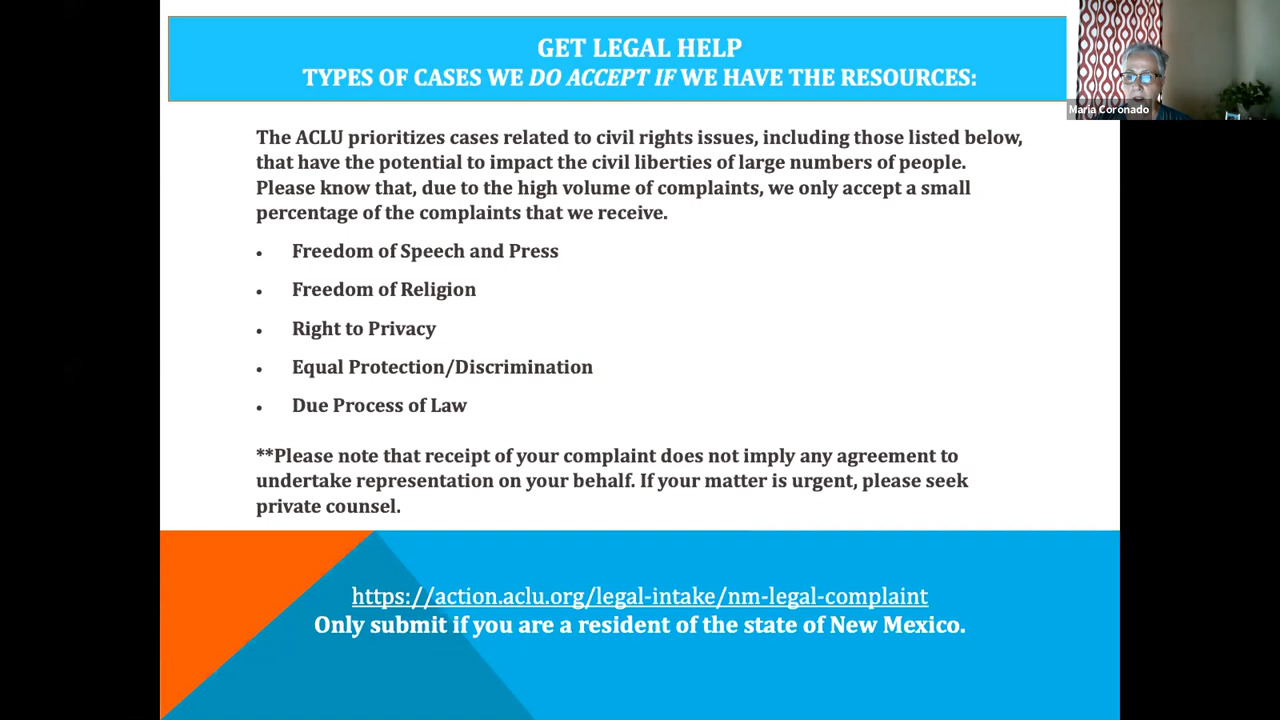 GET LEGAL HELP
TYPES OF CASES WE DO ACCEPT IF WE HAVE THE RESOURCES:
Maria Coronado
The ACLU prioritizes cases related to civil rights issues, including those listed below,
that have the potential to impact the civil liberties of large numbers of people.
Please know that, due to the high volume of complaints, we only accept a small
percentage of the complaints that we receive.
• Freedom of Speech and Press
• Freedom of Religion
• Right to Privacy
• Equal Protection/Discrimination
• Due Process of Law
**Please note that receipt of your complaint does not imply any agreement to
undertake representation on your behalf. If your matter is urgent, please seek
private counsel.
https://action.aclu.org/legal-intake/nm-legal-complaint
Only submit if you are a resident of the state of New Mexico.